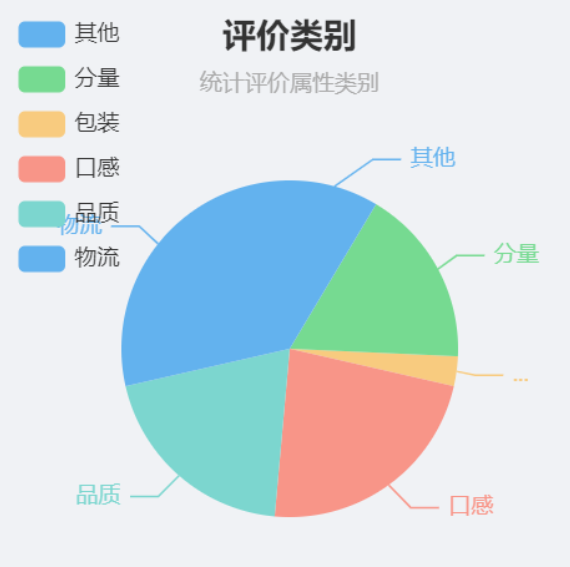 评价类别
统计评价属性类别
其他
分量
包装
口感
品质
物流
其他
分量
...
口感
品质
物流